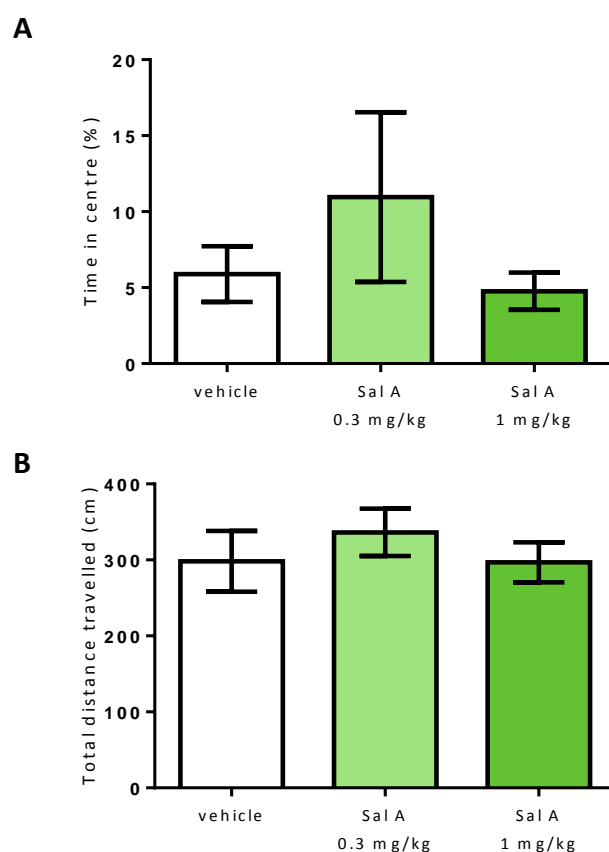 A
Time in centre (%)
20
15
10
5
0
vehicle
Sal A
0.3 mg/kg
Sal A
1 mg/kg
B
Total distance travelled (cm)
400
300
200
100
0
vehicle
Sal A
0.3 mg/kg
Sal A
1 mg/kg